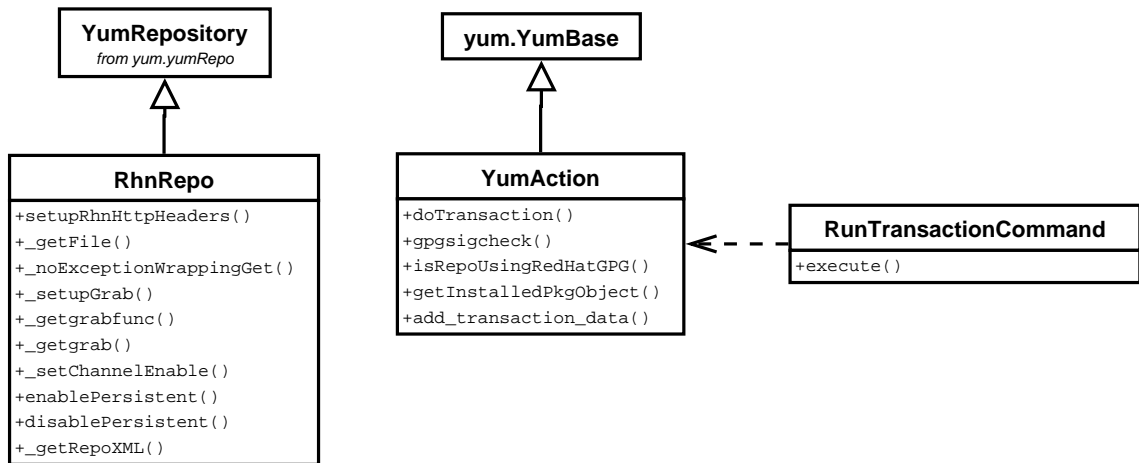 YumRepository
from yum.yumRepo
yum.YumBase
RhnRepo
+setupRhnHttpHeaders()
+_getFile()
+_noExceptionWrappingGet()
+_setupGrab()
+_getgrabfunc()
+_getgrab()
+_setChannelEnable()
+enablePersistent()
+disablePersistent()
+_getRepoXML()
YumAction
+doTransaction()
+gpgsigcheck()
+isRepoUsingRedHatGPG()
+getInstalledPkgObject()
+add_transaction_data()
RunTransactionCommand
+execute()